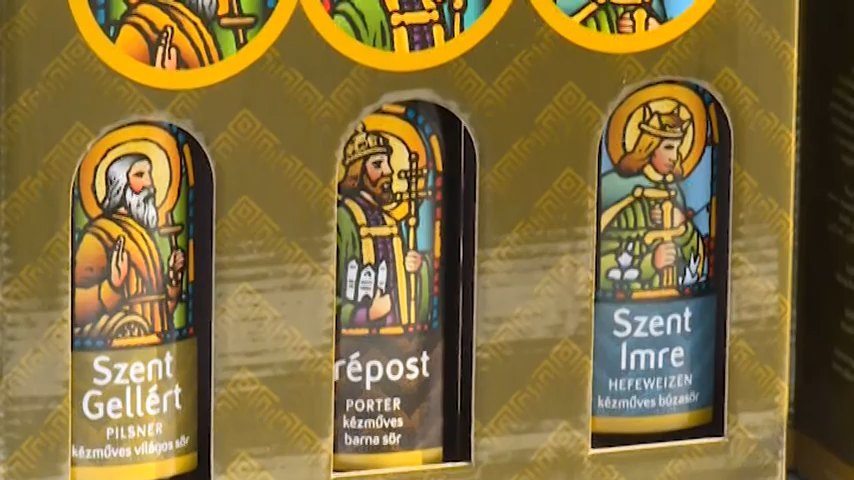 Szent
Gellért
PILSNER
kézműves világos sör
répost
PORTER
kézműves
barna sör
Szent
Imre
HEFEWEIZEN
kézműves búzasör